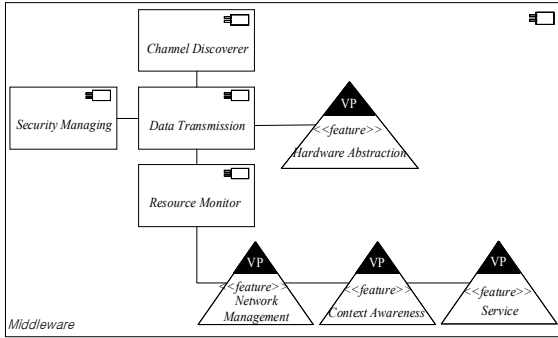 Channel Discoverer
Security Managing
Data Transmission
VP
<<feature>>
Hardware Abstraction
Resource Monitor
VP
<<feature>>
Network
Management
VP
<<feature>>
Context Awareness
VP
<<feature>>
Service
Middleware